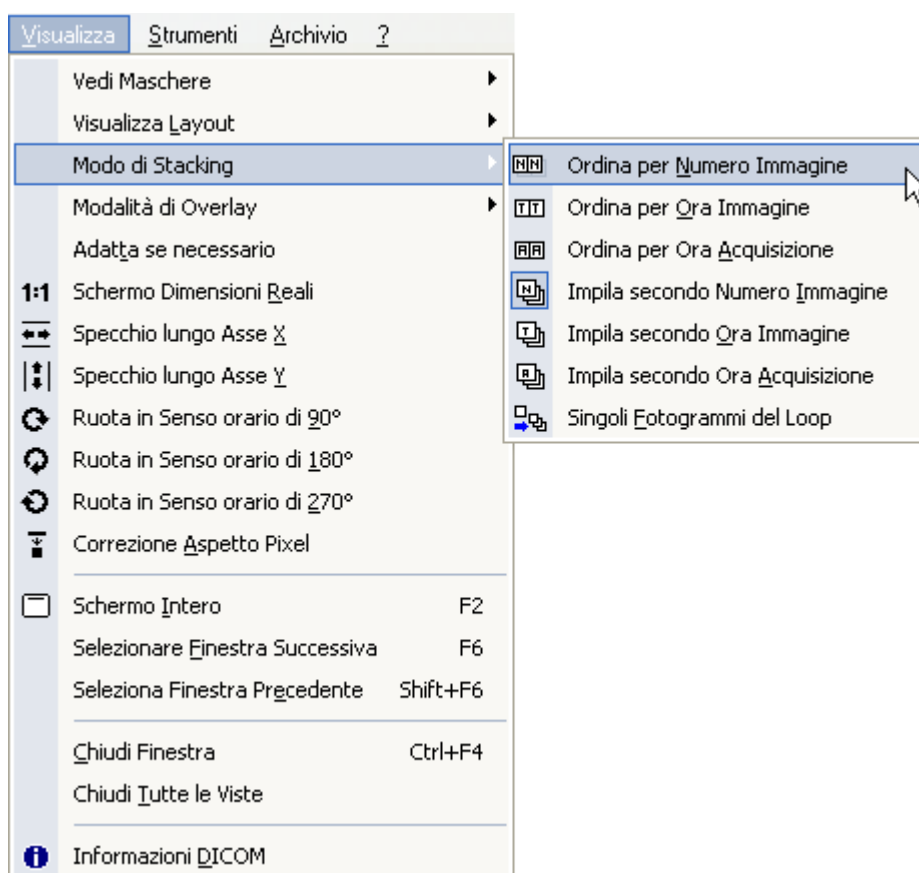 Visualizza Strumenti Archivio ?
Vedi Maschere
Visualizza Layout
Modo di Stacking
Modalità di Overlay
Adatta se necessario
1:1 Schermo Dimensioni Reali
Specchio lungo Asse X
Specchio lungo Asse Y
Ruota in Senso orario di 90°
Ruota in Senso orario di 180°
Ruota in Senso orario di 270°
Correzione Aspetto Pixel
Schermo Intero F2
Selezionare Finestra Successiva F6
Seleziona Finestra Precedente Shift+F6
Chiudi Finestra Ctrl+F4
Chiudi Tutte le Viste
Informazioni DICOM
NN Ordina per Numero Immagine
TT Ordina per Ora Immagine
AA Ordina per Ora Acquisizione
N Impila secondo Numero Immagine
T Impila secondo Ora Immagine
A Impila secondo Ora Acquisizione
Singoli Fotogrammi del Loop